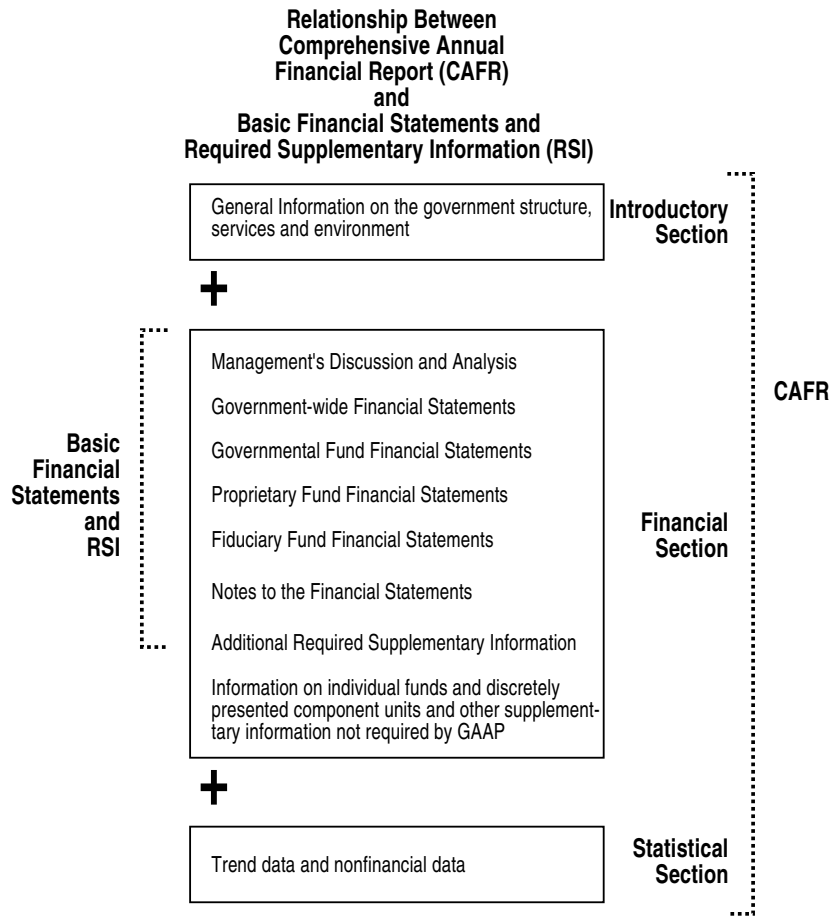 Relationship Between
Comprehensive Annual
Financial Report (CAFR)
and
Basic Financial Statements and
Required Supplementary Information (RSI)
General Information on the government structure,
services and environment
Introductory
Section
+
Management's Discussion and Analysis
Government-wide Financial Statements
Governmental Fund Financial Statements
Proprietary Fund Financial Statements
Fiduciary Fund Financial Statements
Notes to the Financial Statements
Additional Required Supplementary Information
Information on individual funds and discretely
presented component units and other supplemen-
tary information not required by GAAP
Basic
Financial
Statements
and
RSI
Financial
Section
CAFR
+
Trend data and nonfinancial data
Statistical
Section